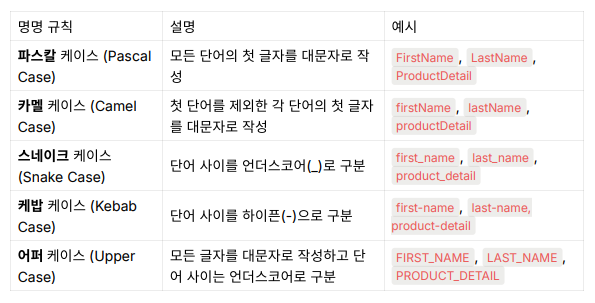 명명 규칙 설명 예시
파스칼 케이스 (Pascal Case) 모든 단어의 첫 글자를 대문자로 작성 FirstName, LastName, ProductDetail
카멜 케이스 (Camel Case) 첫 단어를 제외한 각 단어의 첫 글자를 대문자로 작성 firstName, lastName, productDetail
스네이크 케이스 (Snake Case) 단어 사이를 언더스코어(_)로 구분 first_name, last_name, product_detail
케밥 케이스 (Kebab Case) 단어 사이를 하이픈(-)으로 구분 first-name, last-name, product-detail
어퍼 케이스 (Upper Case) 모든 글자를 대문자로 작성하고 단어 사이는 언더스코어로 구분 FIRST_NAME, LAST_NAME, PRODUCT_DETAIL